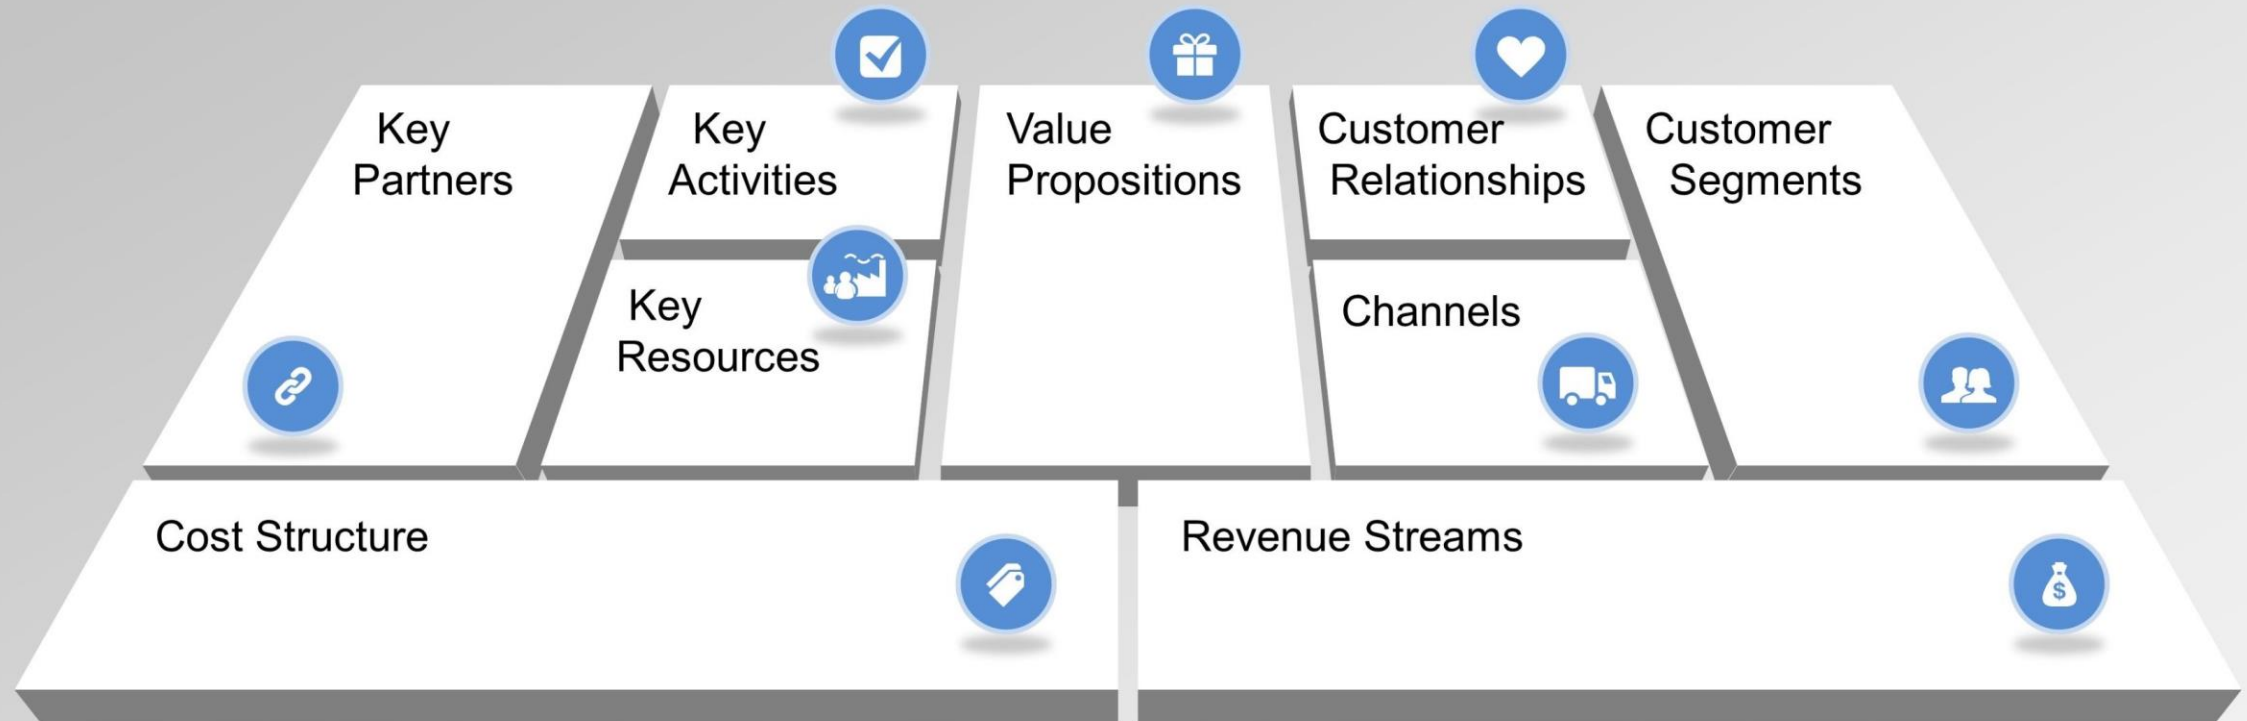 Key
Partners
Key
Activities
Key
Resources
Value
Propositions
Customer
Relationships
Channels
Customer
Segments
Cost Structure
Revenue Streams
$